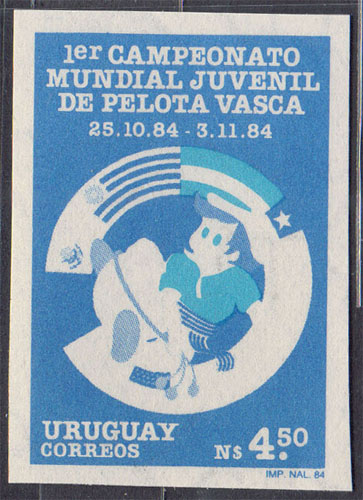 1er CAMPEONATO
MUNDIAL JUVENIL
DE PELOTA VASCA
25.10.84 - 3.11.84
URUGUAY
CORREOS
N$ 4.50
IMP. NAL. 84